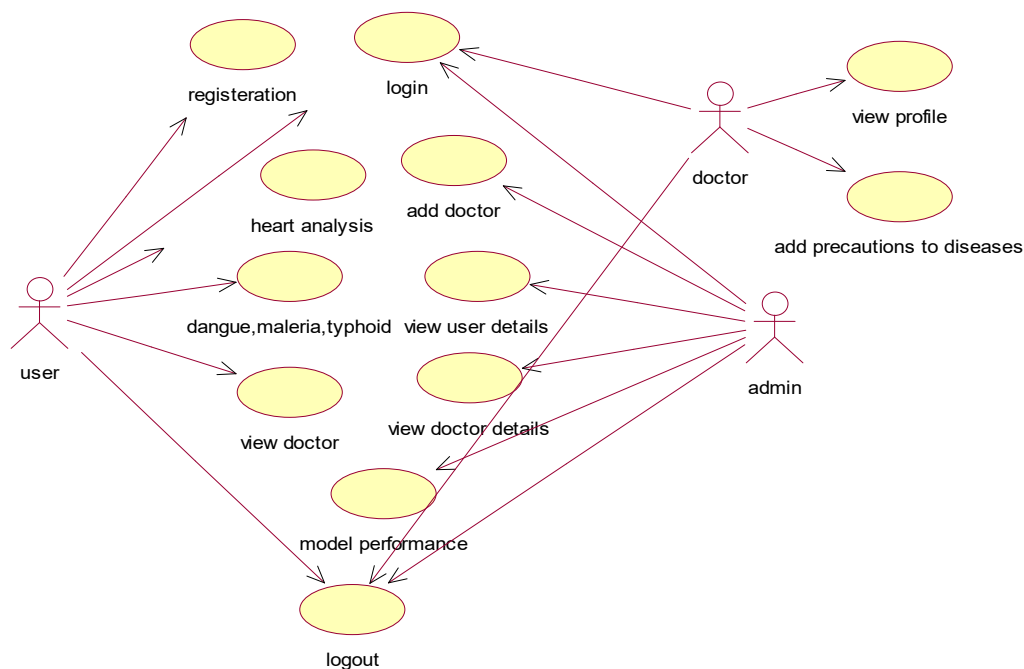 registeration
login
view profile
doctor
heart analysis
add doctor
add precautions to diseases
dangue,maleria,typhoid
view user details
user
admin
view doctor
view doctor details
model performance
logout